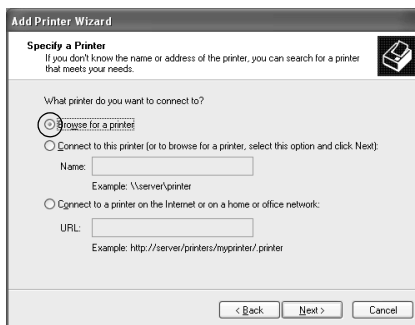 Add Printer Wizard
Specify a Printer
If you don't know the name or address of the printer, you can search for a printer
that meets your needs.
What printer do you want to connect to?
Browse for a printer
Connect to this printer (or to browse for a printer, select this option and click Next):
Name:
Example: \\server\printer
Connect to a printer on the Internet or on a home or office network:
URL:
Example: http://server/printers/myprinter/.printer
< Back Next > Cancel